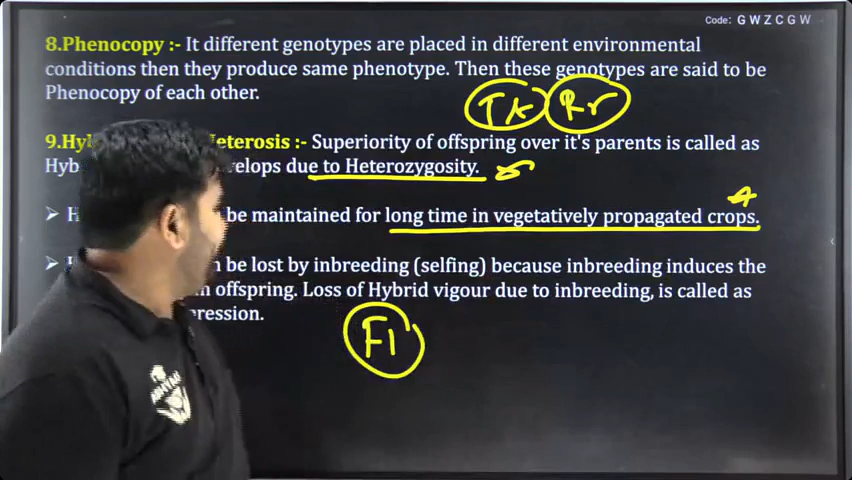 Code: G W Z C G W
8.Phenocopy :- It different genotypes are placed in different environmental
conditions then they produce same phenotype. Then these genotypes are said to be
Phenocopy of each other.
Tt Rr
9.Hy eterosis :- Superiority of offspring over it's parents is called as
Hyb velops due to Heterozygosity.
be maintained for long time in vegetatively propagated crops.
n be lost by inbreeding (selfing) because inbreeding induces the
n offspring. Loss of Hybrid vigour due to inbreeding, is called as
pression.
F1